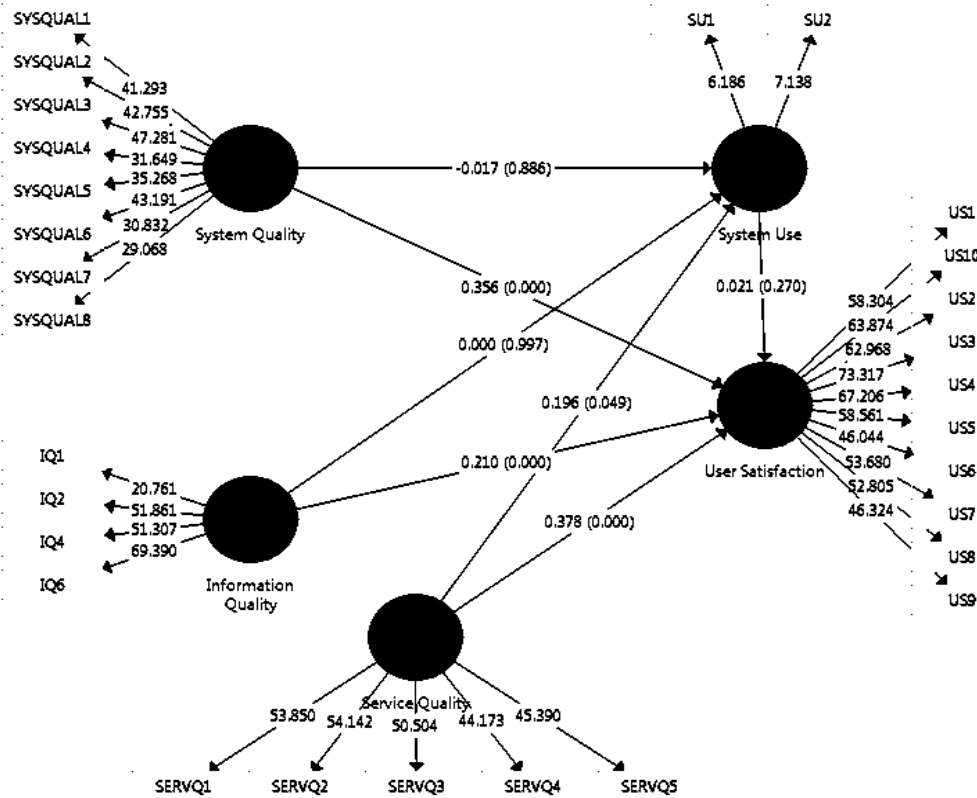 SYSQUAL1
SYSQUAL2
SYSQUAL3
SYSQUAL4
SYSQUAL5
SYSQUAL6
SYSQUAL7
SYSQUAL8
41.293
42.755
47.281
31.649
35.268
43.191
30.832
29.068
System Quality
SU1
SU2
6.186
7.138
System Use
-0.017 (0.886)
0.356 (0.000)
0.021 (0.270)
0.000 (0.997)
0.196 (0.049)
0.210 (0.000)
0.378 (0.000)
US1
US10
US2
US3
US4
US5
US6
US7
US8
US9
58.304
63.874
62.968
73.317
67.206
58.561
46.044
53.680
52.805
46.324
User Satisfaction
IQ1
IQ2
IQ4
IQ6
20.761
51.861
51.307
69.390
Information
Quality
Service Quality
53.850
54.142
50.504
44.173
45.390
SERVQ1
SERVQ2
SERVQ3
SERVQ4
SERVQ5